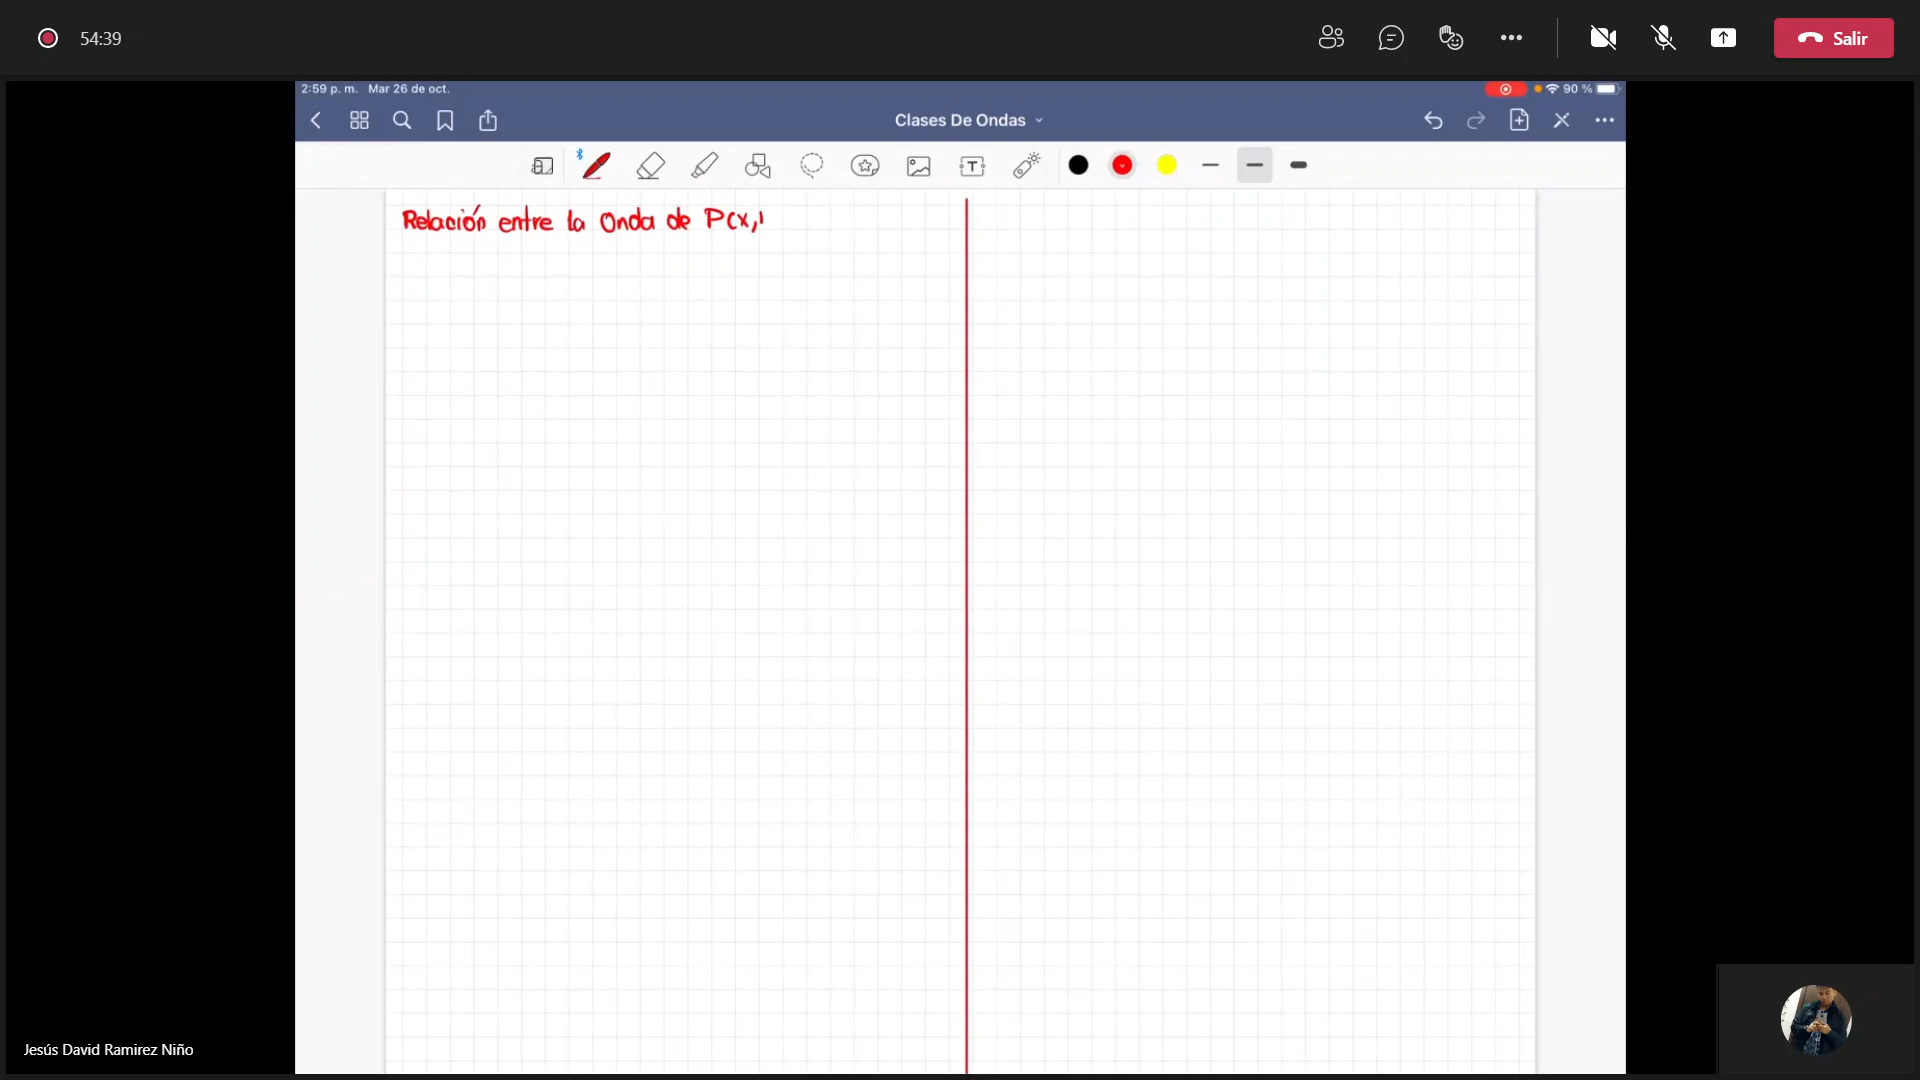 54:39
Salir
2:59 p. m. Mar 26 de oct.
90 %
Clases De Ondas
T
Relación entre la Onda de P(x,
Jesús David Ramirez Niño